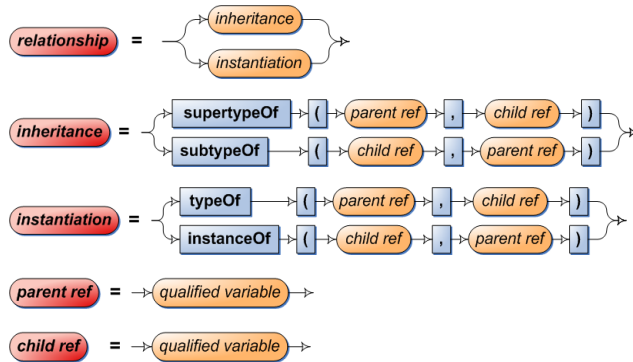 inheritance
relationship =
instantiation
supertypeOf ( parent ref , child ref )
inheritance =
subtypeOf ( child ref , parent ref )
typeOf ( parent ref , child ref )
instantiation =
instanceOf ( child ref , parent ref )
parent ref = qualified variable
child ref = qualified variable